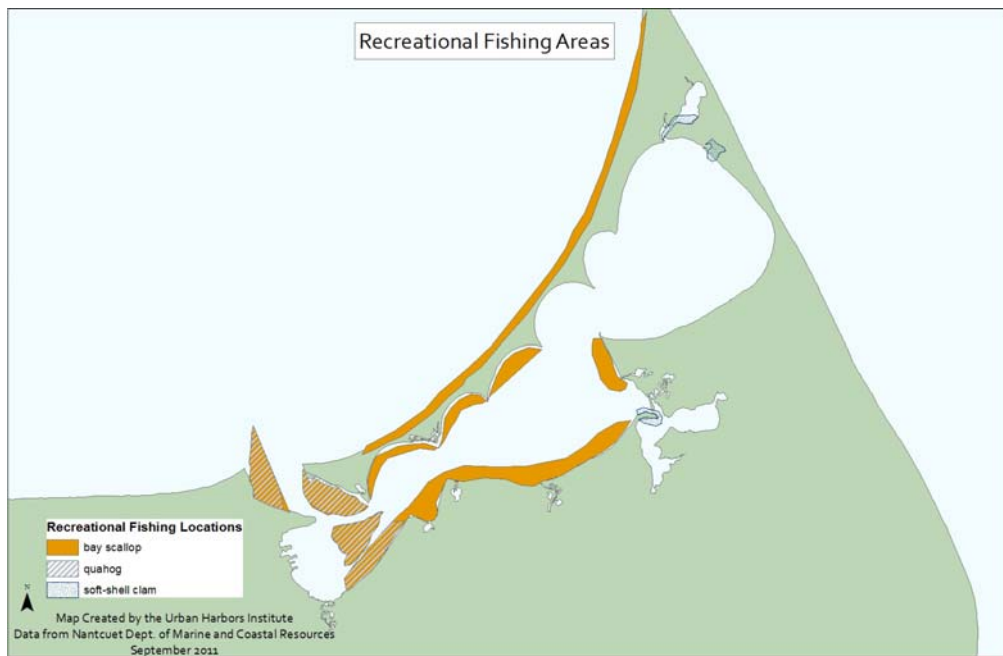 Recreational Fishing Areas
Recreational Fishing Locations
bay scallop
quahog
soft-shell clam
N
Map Created by the Urban Harbors Institute
Data from Nantcuet Dept. of Marine and Coastal Resources
September 2011